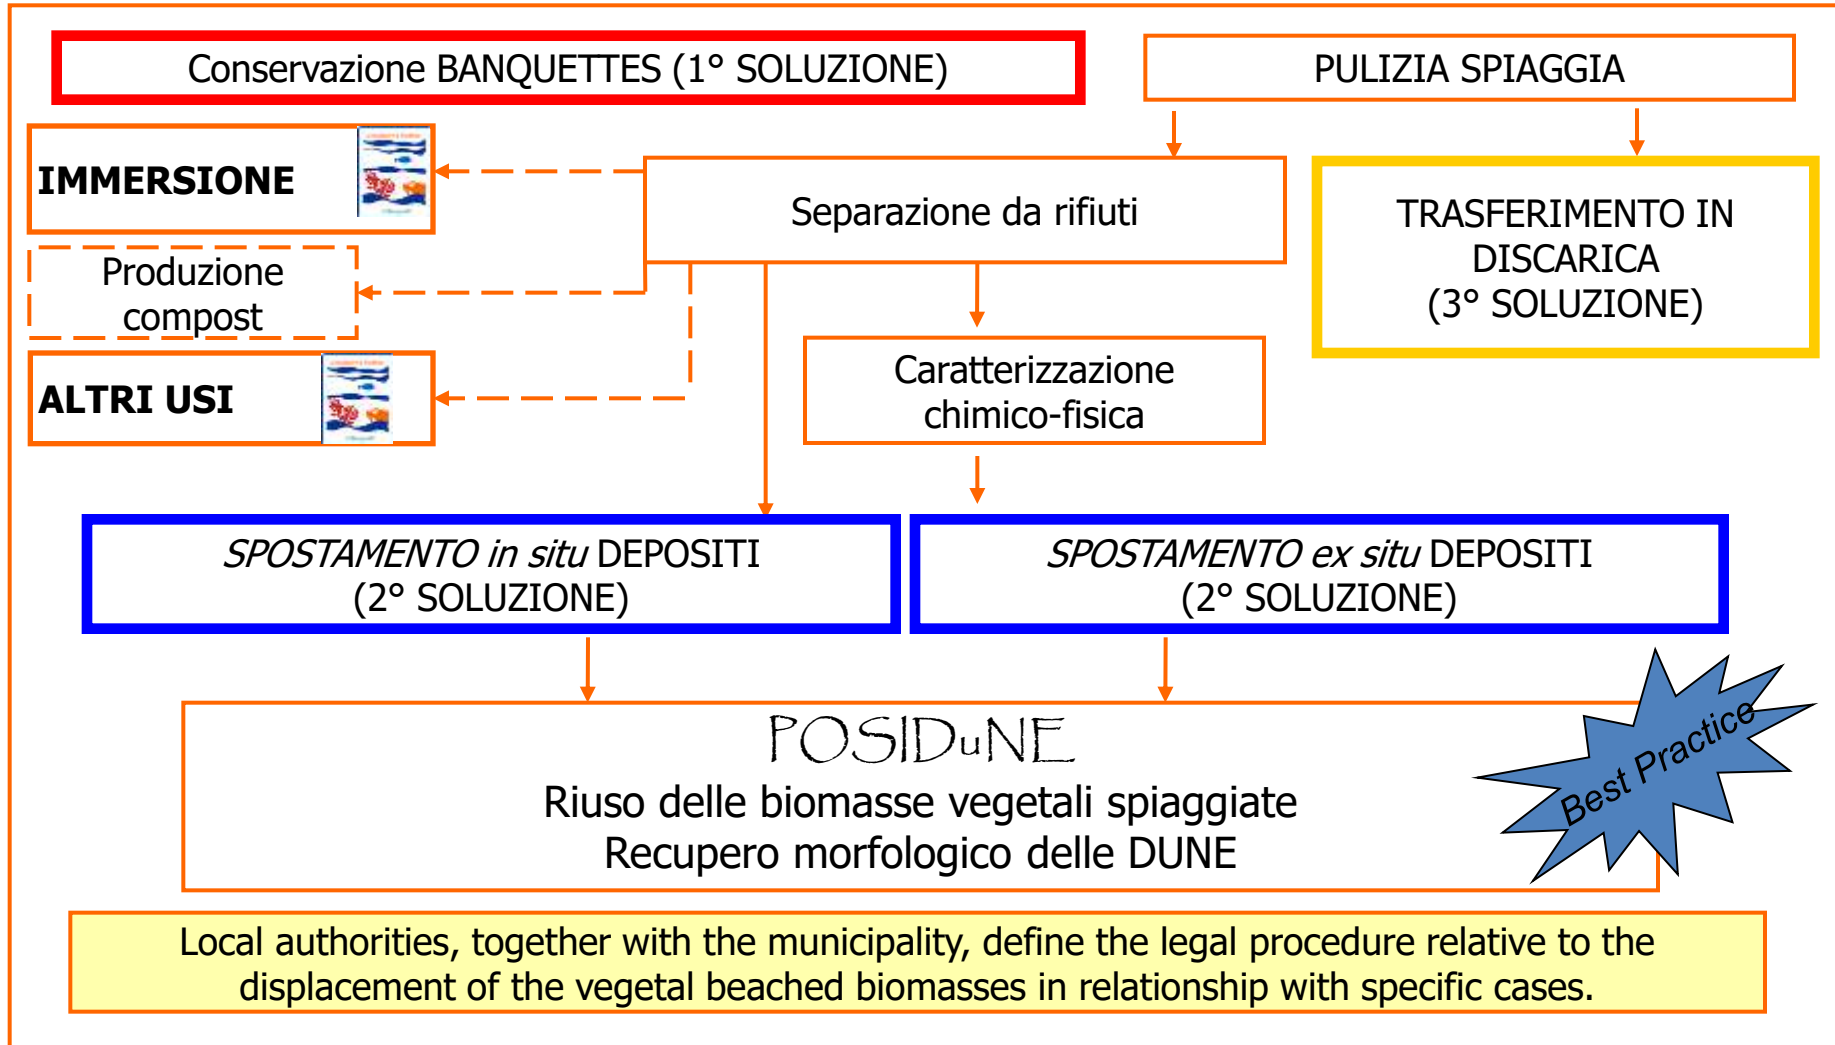 Conservazione BANQUETTES (1° SOLUZIONE)
PULIZIA SPIAGGIA
IMMERSIONE
Separazione da rifiuti
TRASFERIMENTO IN
DISCARICA
(3° SOLUZIONE)
Produzione
compost
ALTRI USI
Caratterizzazione
chimico-fisica
SPOSTAMENTO in situ DEPOSITI
(2° SOLUZIONE)
SPOSTAMENTO ex situ DEPOSITI
(2° SOLUZIONE)
POSIDuNE
Riuso delle biomasse vegetali spiaggiate
Recupero morfologico delle DUNE
Best Practice
Local authorities, together with the municipality, define the legal procedure relative to the
displacement of the vegetal beached biomasses in relationship with specific cases.